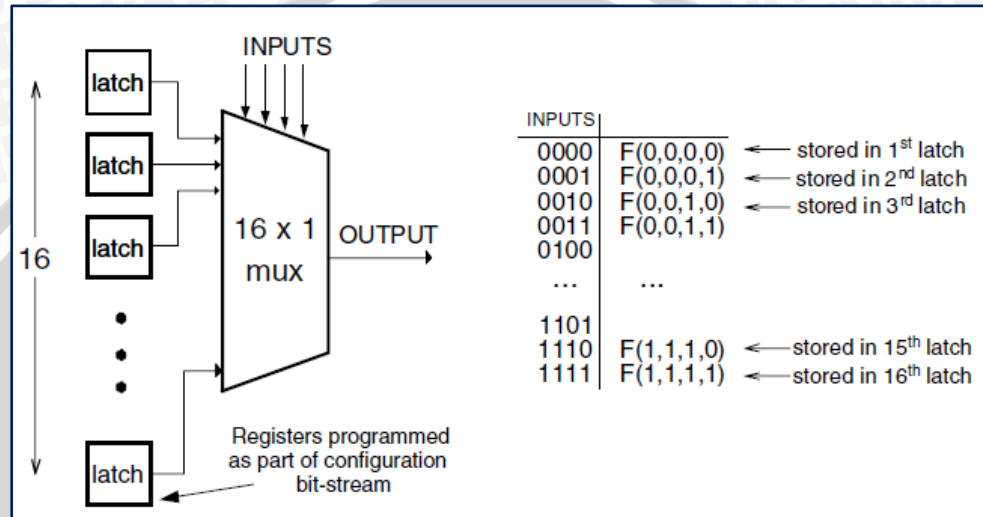 INPUTS
latch
latch
latch
16
16 x 1
mux
OUTPUT
latch
Registers programmed
as part of configuration
bit-stream
INPUTS
0000 F(0,0,0,0) stored in 1st latch
0001 F(0,0,0,1) stored in 2nd latch
0010 F(0,0,1,0) stored in 3rd latch
0011 F(0,0,1,1)
0100
... ...
1101
1110 F(1,1,1,0) stored in 15th latch
1111 F(1,1,1,1) stored in 16th latch